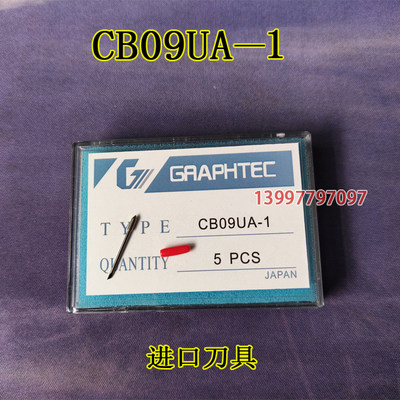 CB09UA-1
GRAPHTEC
13997797097
TYPE CB09UA-1
QUANTITY 5 PCS
JAPAN
进口刀具